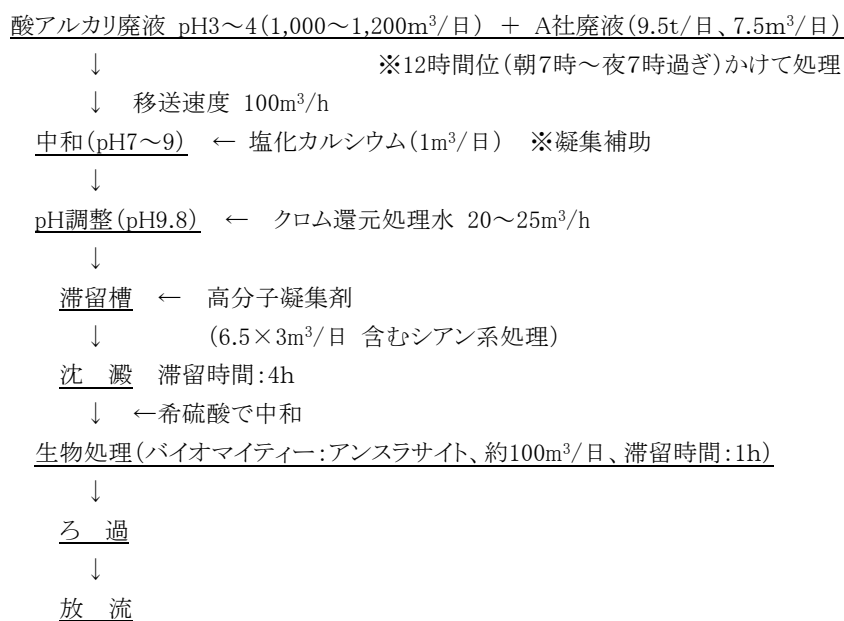 酸アルカリ廃液 pH3～4(1,000～1,200m³/日) ＋ A社廃液(9.5t/日、7.5m³/日)
↓ ※12時間位(朝7時～夜7時過ぎ)かけて処理
↓ 移送速度 100m³/h
中和(pH7～9) ← 塩化カルシウム(1m³/日) ※凝集補助
↓
pH調整(pH9.8) ← クロム還元処理水 20～25m³/h
↓
滞留槽 ← 高分子凝集剤
↓ (6.5×3m³/日 含むシアン系処理)
沈 澱 滞留時間:4h
↓ ←希硫酸で中和
生物処理(バイオマイティー:アンスラサイト、約100m³/日、滞留時間:1h)
↓
ろ 過
↓
放 流